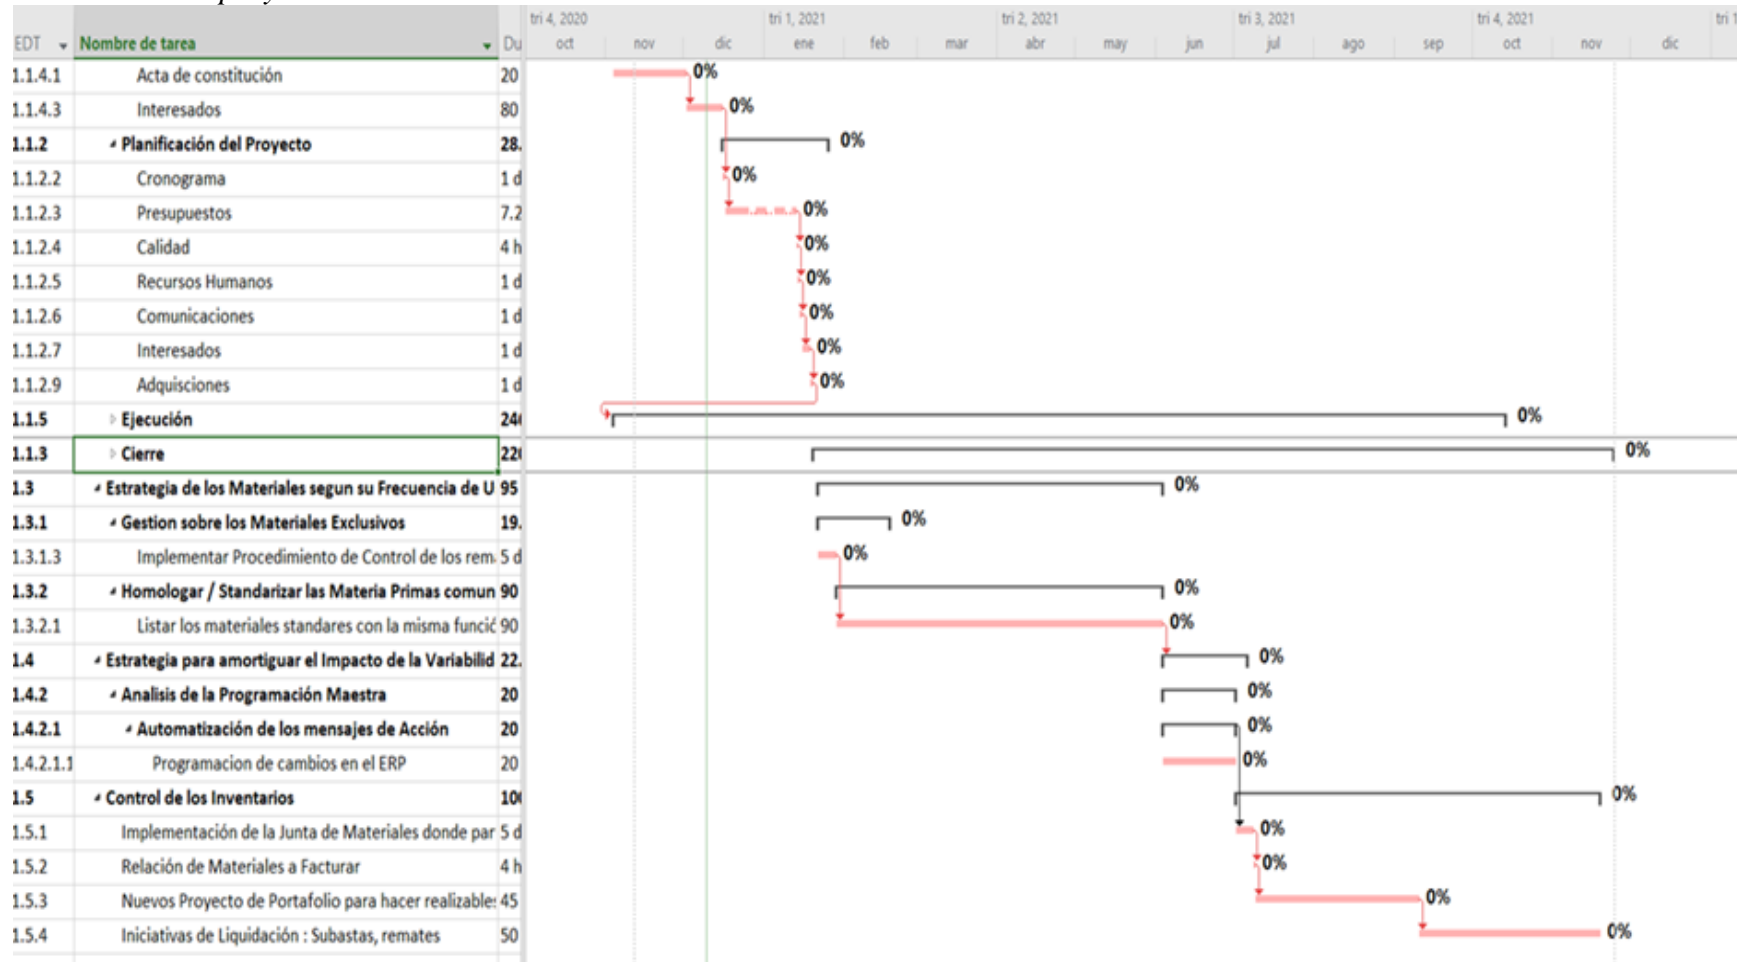 tri 4, 2020 tri 1, 2021 tri 2, 2021 tri 3, 2021 tri 4, 2021 tri 1
EDT Nombre de tarea Du oct nov dic ene feb mar abr may jun jul ago sep oct nov dic
1.1.4.1 Acta de constitución 20 0%
1.1.4.3 Interesados 80 0%
1.1.2 Planificación del Proyecto 28. 0%
1.1.2.2 Cronograma 1 d 0%
1.1.2.3 Presupuestos 7.2 0%
1.1.2.4 Calidad 4 h 0%
1.1.2.5 Recursos Humanos 1 d 0%
1.1.2.6 Comunicaciones 1 d 0%
1.1.2.7 Interesados 1 d 0%
1.1.2.9 Adquisciones 1 d 0%
1.1.5 Ejecución 246 0%
1.1.3 Cierre 220 0%
1.3 Estrategia de los Materiales segun su Frecuencia de U 95 0%
1.3.1 Gestion sobre los Materiales Exclusivos 19. 0%
1.3.1.3 Implementar Procedimiento de Control de los rem 5 d 0%
1.3.2 Homologar / Standarizar las Materia Primas comun 90 0%
1.3.2.1 Listar los materiales standares con la misma funció 90 0%
1.4 Estrategia para amortiguar el Impacto de la Variabilid 22. 0%
1.4.2 Analisis de la Programación Maestra 20 0%
1.4.2.1 Automatización de los mensajes de Acción 20 0%
1.4.2.1.1 Programacion de cambios en el ERP 20 0%
1.5 Control de los Inventarios 100 0%
1.5.1 Implementación de la Junta de Materiales donde par 5 d 0%
1.5.2 Relación de Materiales a Facturar 4 h 0%
1.5.3 Nuevos Proyecto de Portafolio para hacer realizables 45 0%
1.5.4 Iniciativas de Liquidación : Subastas, remates 50 0%